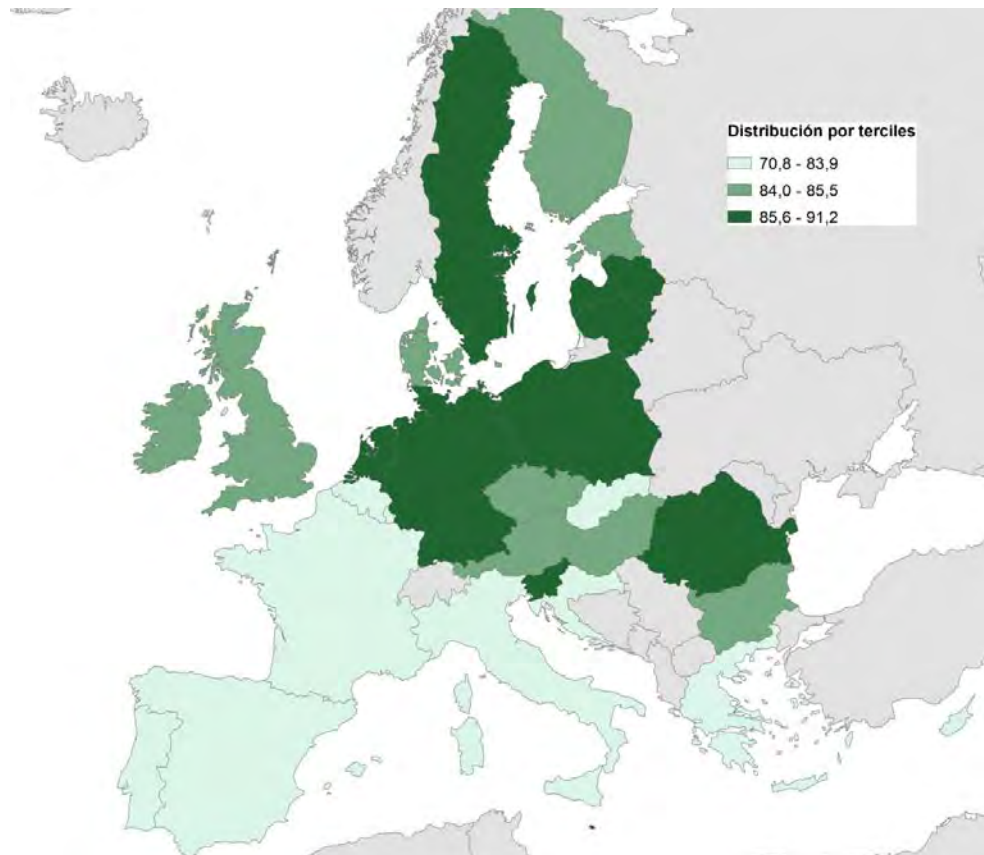 Distribución por terciles
70,8 - 83,9
84,0 - 85,5
85,6 - 91,2